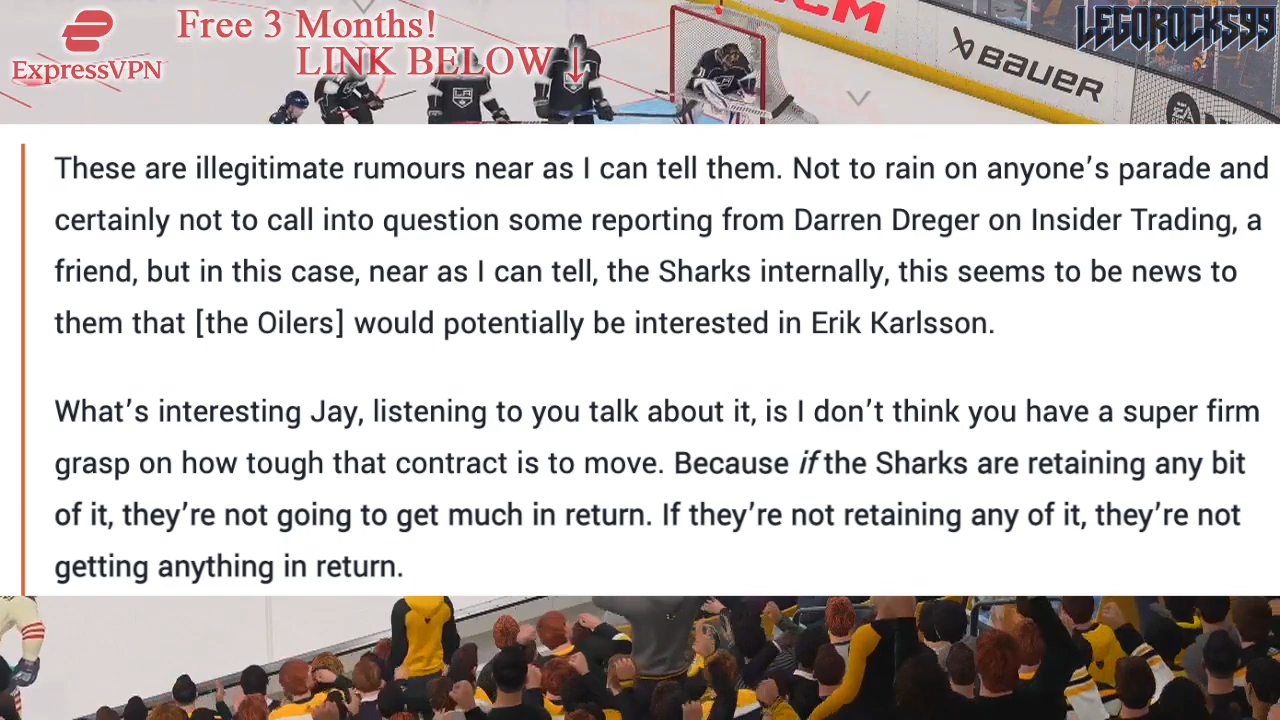 Free 3 Months!
LINK BELOW ↓
ExpressVPN
LEGOROCKS99
BAUER
LA
These are illegitimate rumours near as I can tell them. Not to rain on anyone’s parade and
certainly not to call into question some reporting from Darren Dreger on Insider Trading, a
friend, but in this case, near as I can tell, the Sharks internally, this seems to be news to
them that [the Oilers] would potentially be interested in Erik Karlsson.
What’s interesting Jay, listening to you talk about it, is I don’t think you have a super firm
grasp on how tough that contract is to move. Because if the Sharks are retaining any bit
of it, they’re not going to get much in return. If they’re not retaining any of it, they’re not
getting anything in return.